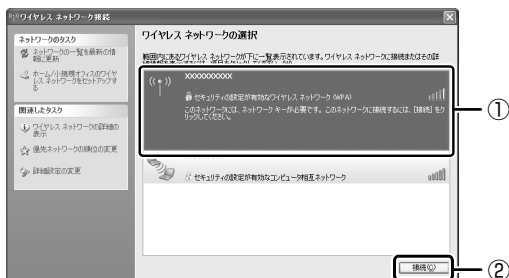 ワイヤレス ネットワーク接続
ネットワークのタスク
ネットワークの一覧を最新の情報に更新
ホーム/小規模オフィスのワイヤレス ネットワークをセットアップする
関連したタスク
ワイヤレス ネットワークの詳細の表示
優先ネットワークの順位の変更
詳細設定の変更
ワイヤレス ネットワークの選択
範囲内にあるワイヤレス ネットワークが下に一覧表示されています。ワイヤレス ネットワークに接続またはその詳
XXXXXXXXXX
セキュリティの設定が有効なワイヤレス ネットワーク (WPA)
このネットワークには、ネットワーク キーが必要です。このネットワークに接続するには、[接続] をクリックしてください。
セキュリティの設定が有効なコンピュータ相互ネットワーク
接続(C)
①
②